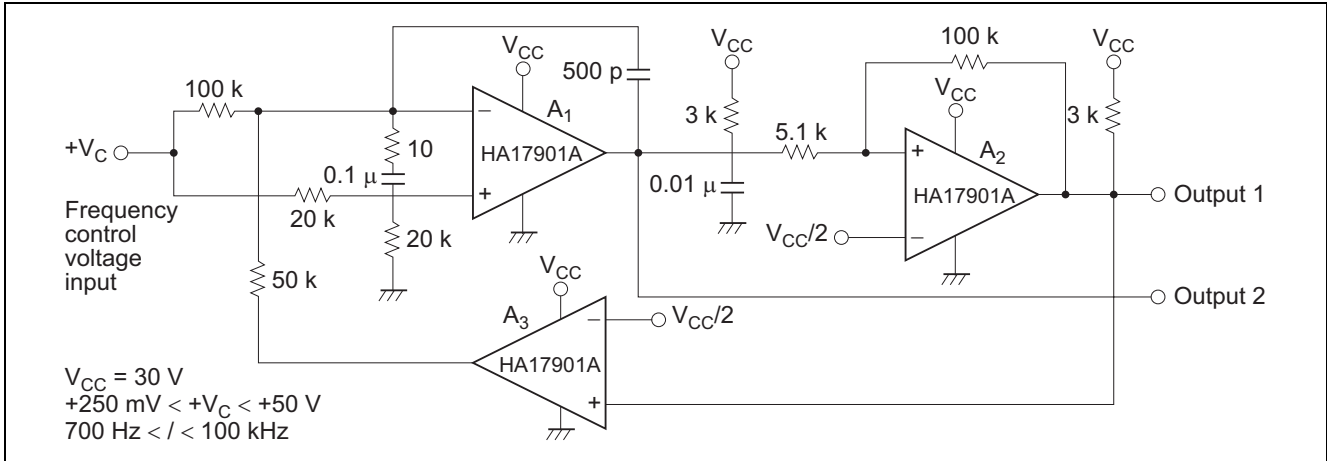 V_CC
V_CC
100 k
500 p
V_CC
100 k
A_1
V_CC
3 k
3 k
+V_C
10
5.1 k
A_2
0.1 μ
HA17901A
HA17901A
0.01 μ
20 k
20 k
V_CC/2
Output 1
Frequency
control
voltage
input
50 k
V_CC
A_3
V_CC/2
Output 2
HA17901A
V_CC = 30 V
+250 mV < +V_C < +50 V
700 Hz < / < 100 kHz
−
+
+
−
−
+